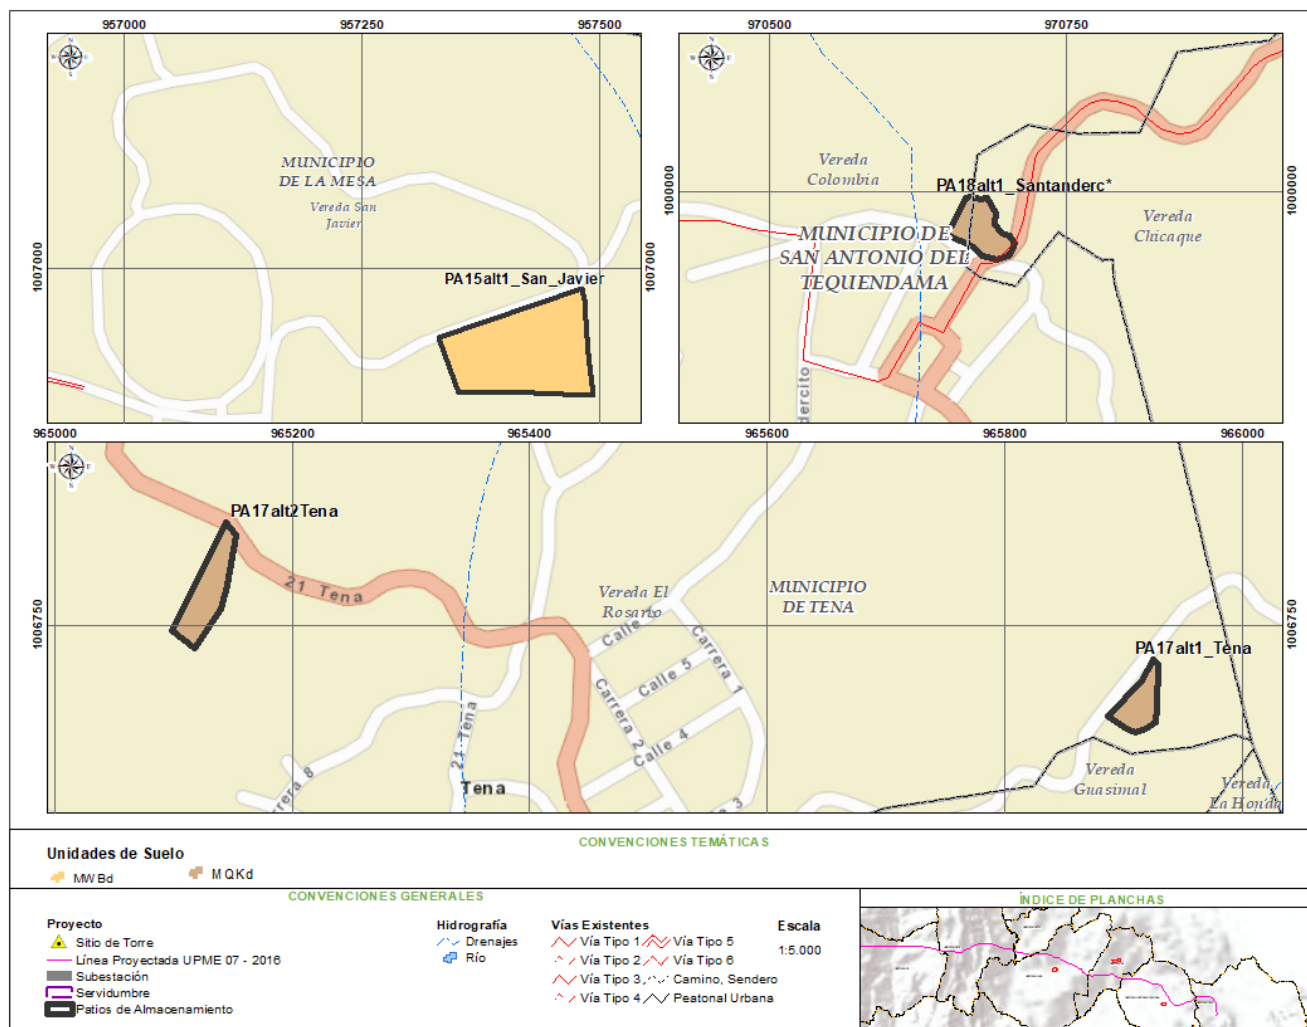 957000 957250 957500 970500 970750
MUNICIPIO
DE LA MESA
Vereda San
Javier
1007000
1007000
PA15alt1_San_Javier
Vereda
Colombia
PA18alt1_Santanderc*
1000000
1000000
Vereda
Chicaque
MUNICIPIO DE
SAN ANTONIO DEL
TEQUENDAMA
dercito
965000 965200 965400 965600 965800 966000
PA17alt2Tena
21 Tena
Vereda El
Rosario
MUNICIPIO
DE TENA
1006750
1006750
Calle
Calle 5
Carrera 1
Carrera 2
Calle 4
21 Tena
Tena
PA17alt1_Tena
Vereda
Guasimal
Vereda
La Honda
CONVENCIONES TEMÁTICAS
Unidades de Suelo
MWBd MQKd
CONVENCIONES GENERALES
Proyecto
Sitio de Torre
Línea Proyectada UPME 07 - 2016
Subestación
Servidumbre
Patios de Almacenamiento
Hidrografía
Drenajes
Río
Vías Existentes
Vía Tipo 1 Vía Tipo 5
Vía Tipo 2 Vía Tipo 6
Vía Tipo 3 Camino, Sendero
Vía Tipo 4 Peatonal Urbana
Escala
1:5.000
ÍNDICE DE PLANCHAS